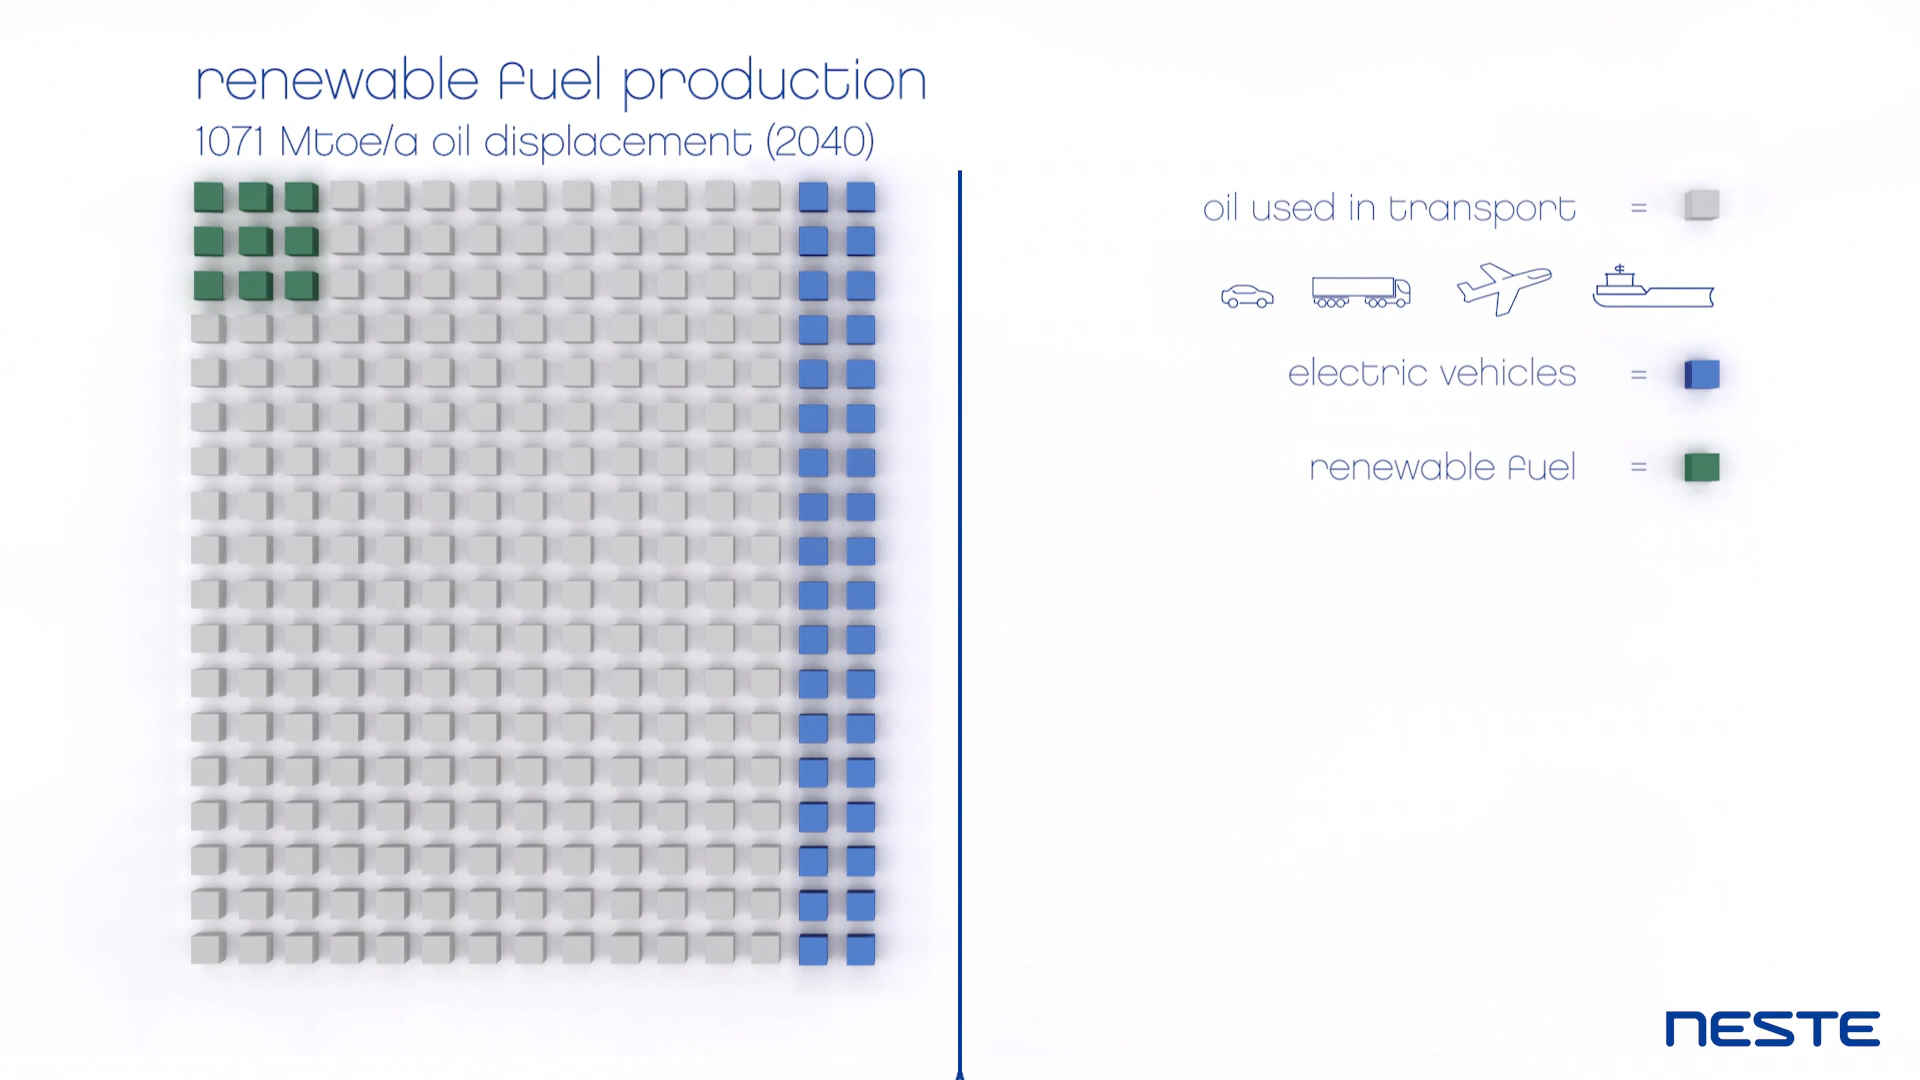 renewable fuel production
1071 Mtoe/a oil displacement (2040)
oil used in transport =
electric vehicles =
renewable fuel =
NESTE